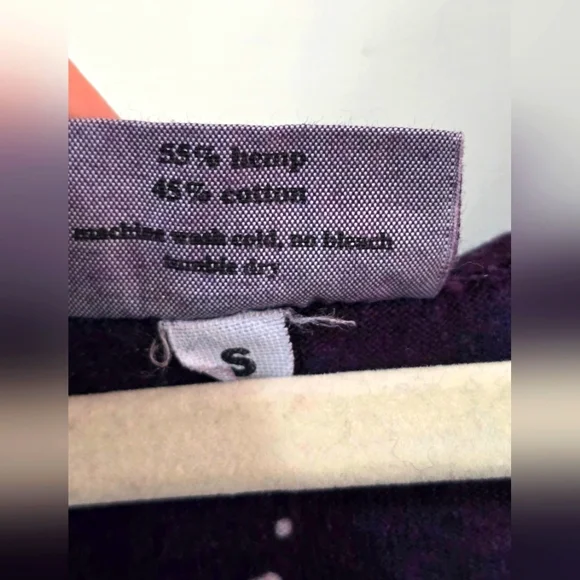 55% hemp
45% cotton
machine wash cold, no bleach
tumble dry
S